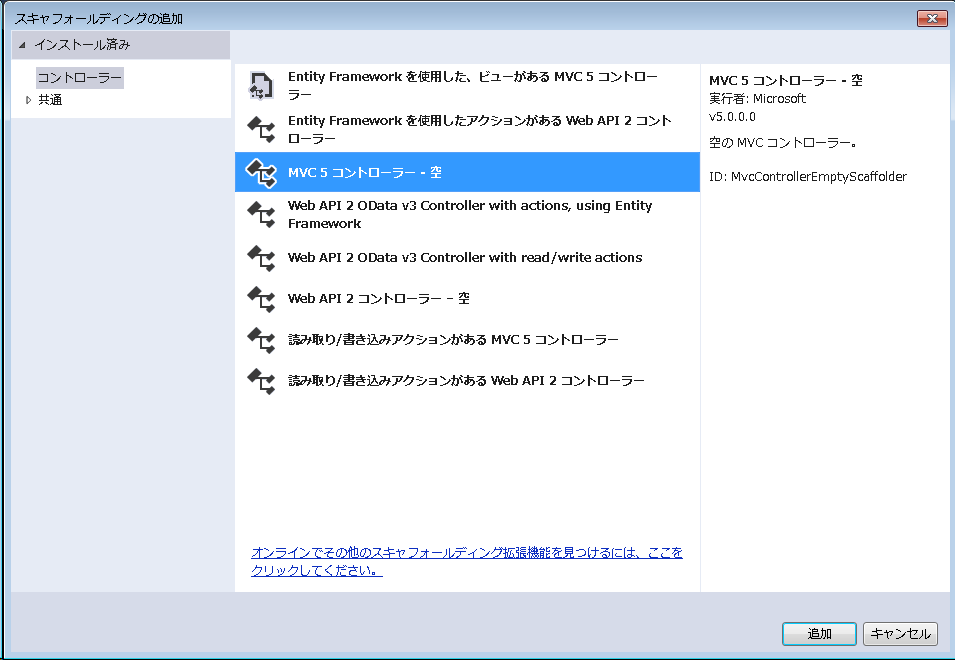 スキャフォールディングの追加
インストール済み
コントローラー
共通
Entity Framework を使用した、ビューがある MVC 5 コントロー
ラー
Entity Framework を使用したアクションがある Web API 2 コント
ローラー
MVC 5 コントローラー - 空
Web API 2 OData v3 Controller with actions, using Entity
Framework
Web API 2 OData v3 Controller with read/write actions
Web API 2 コントローラー - 空
読み取り/書き込みアクションがある MVC 5 コントローラー
読み取り/書き込みアクションがある Web API 2 コントローラー
オンラインでその他のスキャフォールディング拡張機能を見つけるには、ここを
クリックしてください。
MVC 5 コントローラー - 空
実行者: Microsoft
v5.0.0.0
空の MVC コントローラー。
ID: MvcControllerEmptyScaffolder
追加
キャンセル